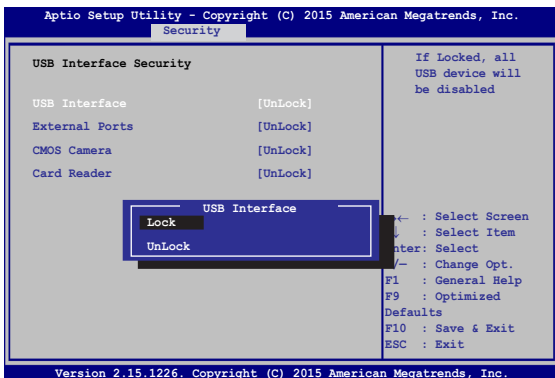 Aptio Setup Utility - Copyright (C) 2015 American Megatrends, Inc.
Security
USB Interface Security
USB Interface [UnLock]
External Ports [UnLock]
CMOS Camera [UnLock]
Card Reader [UnLock]
If Locked, all
USB device will
be disabled
USB Interface
Lock
UnLock
→← : Select Screen
↓ : Select Item
nter: Select
/— : Change Opt.
F1 : General Help
F9 : Optimized
Defaults
F10 : Save & Exit
ESC : Exit
Version 2.15.1226. Copyright (C) 2015 American Megatrends, Inc.